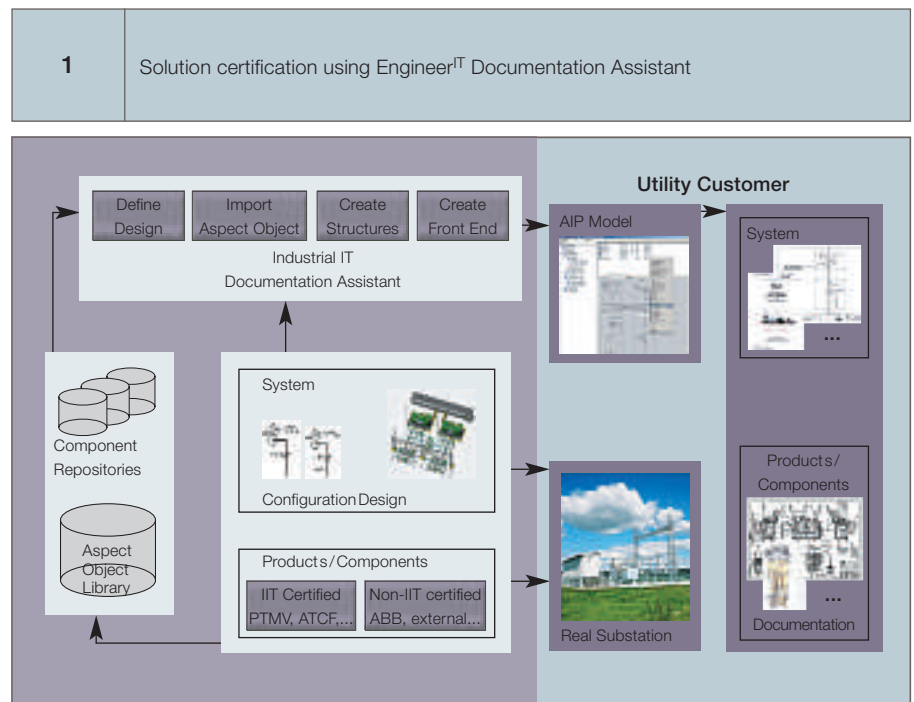 1
Solution certification using Engineer^IT Documentation Assistant
Utility Customer
Define
Design
Import
Aspect Object
Create
Structures
Create
Front End
Industrial IT
Documentation Assistant
AIP Model
System
...
Component
Repositories
Aspect
Object
Library
System
Configuration Design
Products/Components
IIT Certified
PTMV, ATCF,...
Non-IIT certified
ABB, external...
Real Substation
Products/
Components
...
Documentation